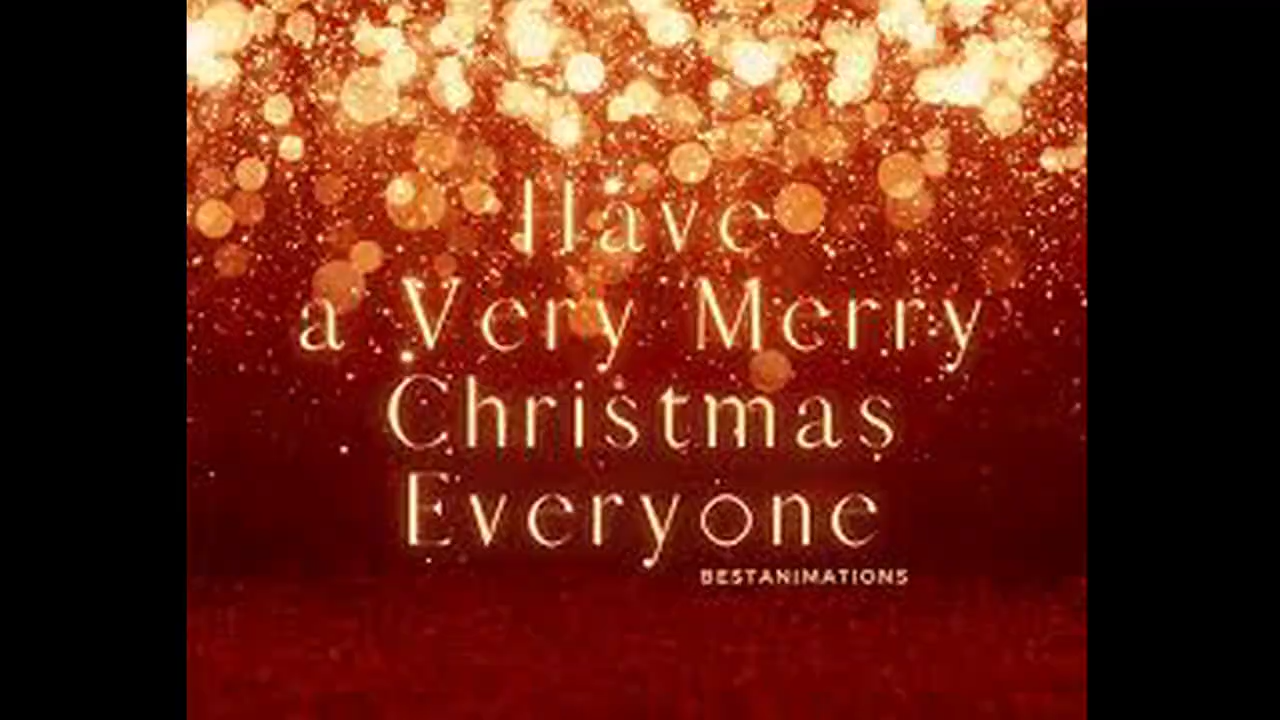 Have
a Very Merry
Christmas
Everyone
BESTANIMATIONS